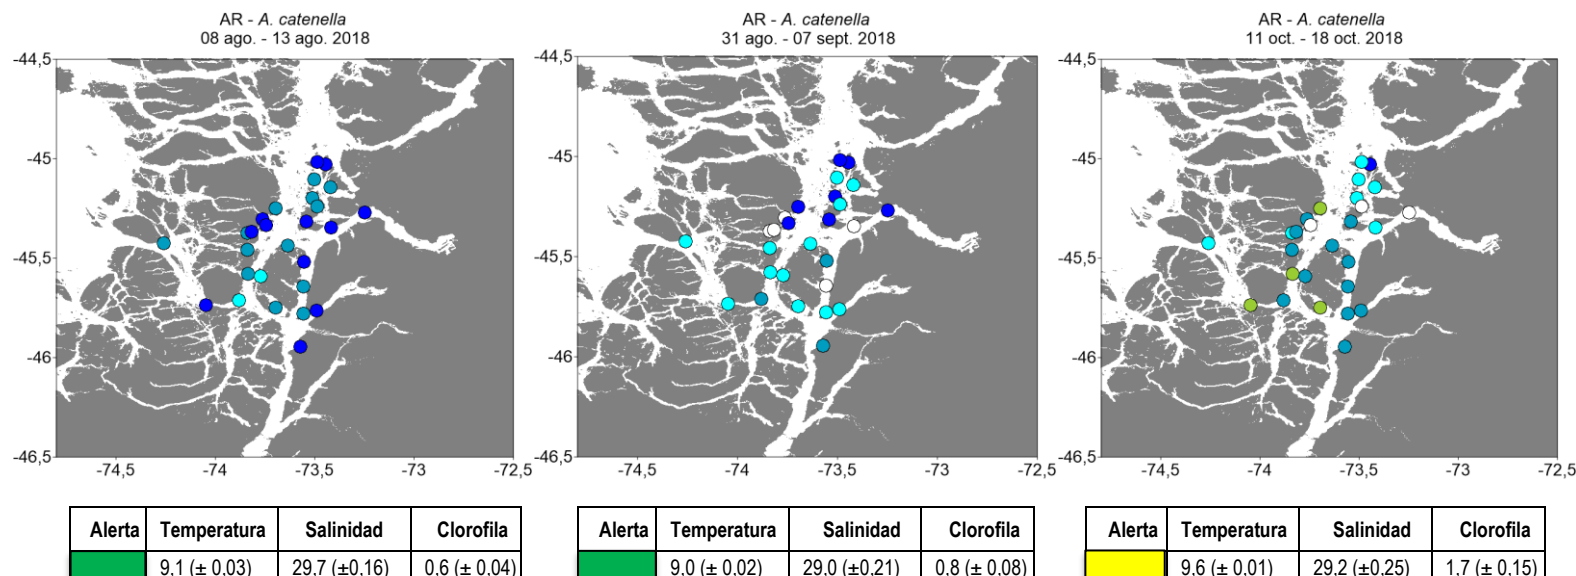 AR - A. catenella
08 ago. - 13 ago. 2018
-44,5
-45
-45,5
-46
-46,5
-74,5
-74
-73,5
-73
-72,5
AR - A. catenella
31 ago. - 07 sept. 2018
-44,5
-45
-45,5
-46
-46,5
-74,5
-74
-73,5
-73
-72,5
AR - A. catenella
11 oct. - 18 oct. 2018
-44,5
-45
-45,5
-46
-46,5
-74,5
-74
-73,5
-73
-72,5
Alerta Temperatura Salinidad Clorofila
9,1 (± 0,03) 29,7 (±0,16) 0,6 (± 0,04)
Alerta Temperatura Salinidad Clorofila
9,0 (± 0,02) 29,0 (±0,21) 0,8 (± 0,08)
Alerta Temperatura Salinidad Clorofila
9,6 (± 0,01) 29,2 (±0,25) 1,7 (± 0,15)